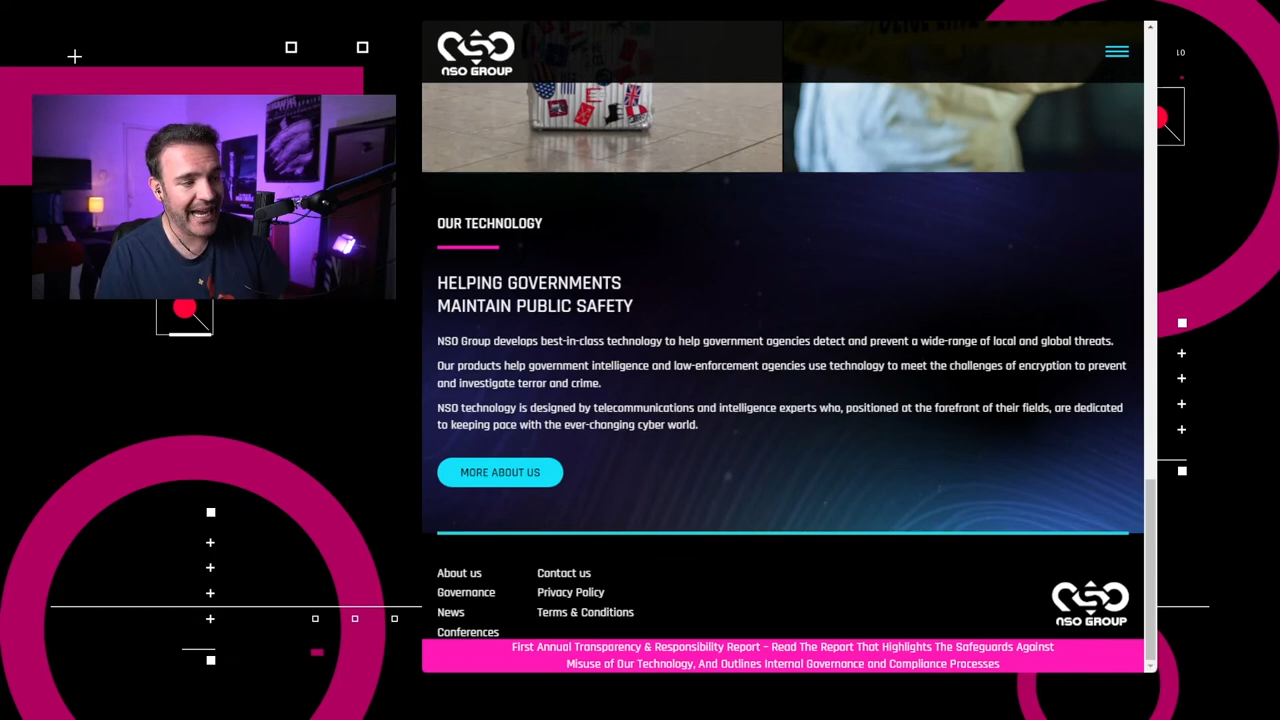 NSO GROUP
OUR TECHNOLOGY
HELPING GOVERNMENTS
MAINTAIN PUBLIC SAFETY
NSO Group develops best-in-class technology to help government agencies detect and prevent a wide-range of local and global threats.
Our products help government intelligence and law-enforcement agencies use technology to meet the challenges of encryption to prevent
and investigate terror and crime.
NSO technology is designed by telecommunications and intelligence experts who, positioned at the forefront of their fields, are dedicated
to keeping pace with the ever-changing cyber world.
MORE ABOUT US
About us
Contact us
Governance
Privacy Policy
News
Terms & Conditions
Conferences
NSO GROUP
First Annual Transparency & Responsibility Report – Read The Report That Highlights The Safeguards Against
Misuse of Our Technology, And Outlines Internal Governance and Compliance Processes